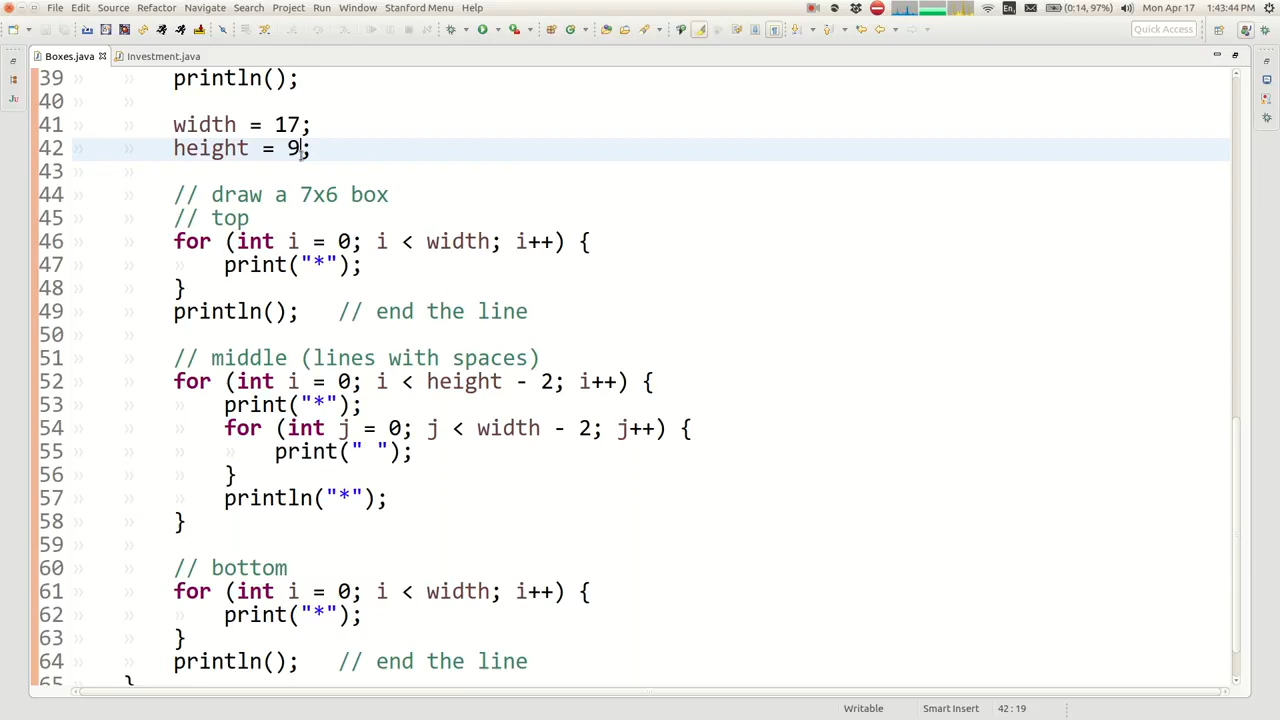 File Edit Source Refactor Navigate Search Project Run Window Stanford Menu Help En (0:14, 97%) Mon Apr 17 1:43:44 PM
Quick Access
Boxes.java Investment.java
39 println();
40
41 width = 17;
42 height = 9;
43
44 // draw a 7x6 box
45 // top
46 for (int i = 0; i < width; i++) {
47 print("*");
48 }
49 println(); // end the line
50
51 // middle (lines with spaces)
52 for (int i = 0; i < height - 2; i++) {
53 print("*");
54 for (int j = 0; j < width - 2; j++) {
55 print(" ");
56 }
57 println("*");
58 }
59
60 // bottom
61 for (int i = 0; i < width; i++) {
62 print("*");
63 }
64 println(); // end the line
65 }
Writable Smart Insert 42 : 19